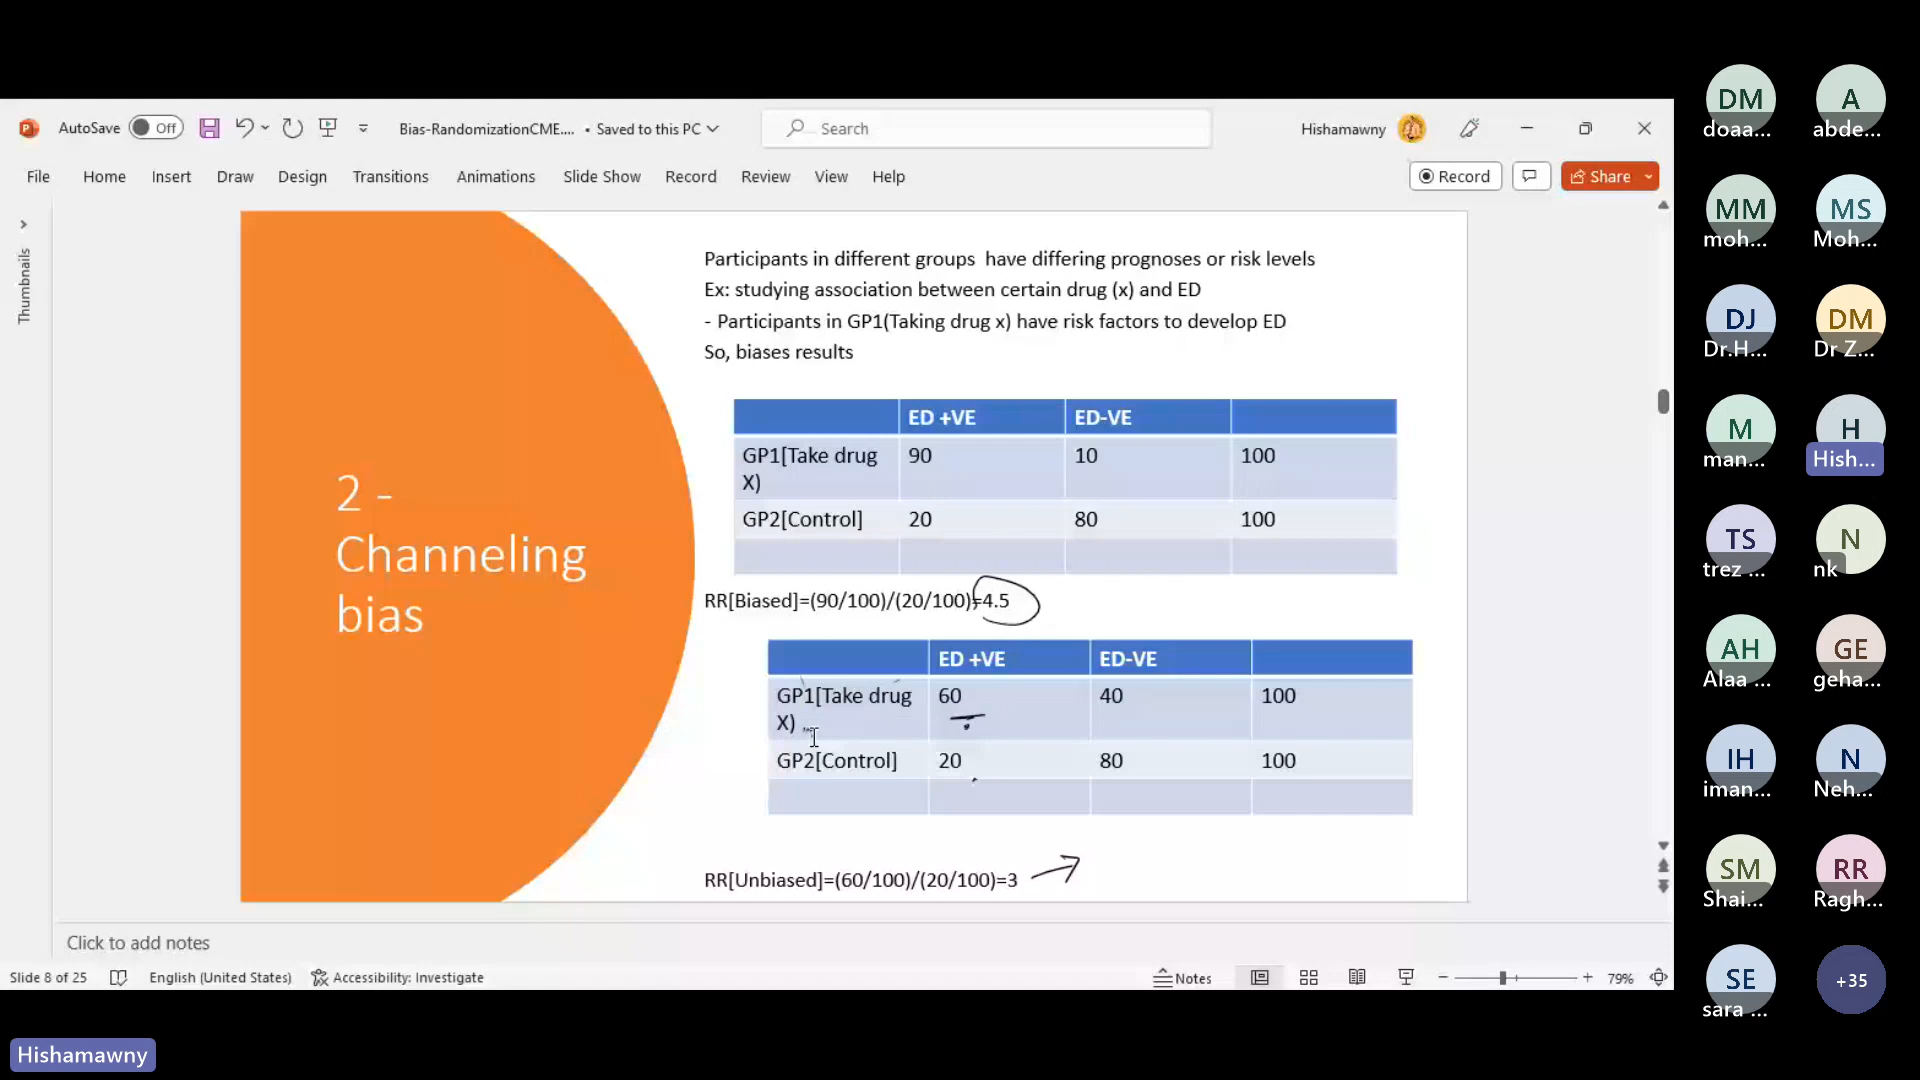 AutoSave Off Bias-RandomizationCME.... • Saved to this PC Search Hishamawny
File Home Insert Draw Design Transitions Animations Slide Show Record Review View Help Record Share
Thumbnails
2 -
Channeling
bias
Participants in different groups have differing prognoses or risk levels
Ex: studying association between certain drug (x) and ED
- Participants in GP1(Taking drug x) have risk factors to develop ED
So, biases results
ED +VE ED-VE
GP1[Take drug 90 10 100
X)
GP2[Control] 20 80 100
RR[Biased]=(90/100)/(20/100)=4.5
ED +VE ED-VE
GP1[Take drug 60 40 100
X)
GP2[Control] 20 80 100
RR[Unbiased]=(60/100)/(20/100)=3
Click to add notes
Slide 8 of 25 English (United States) Accessibility: Investigate Notes 79%
Hishamawny
DM A
doaa... abde...
MM MS
moh... Moh...
DJ DM
Dr.H... Dr Z...
M H
man... Hish...
TS N
trez ... nk
AH GE
Alaa ... geha...
IH N
iman... Neh...
SM RR
Shai... Ragh...
SE +35
sara ...